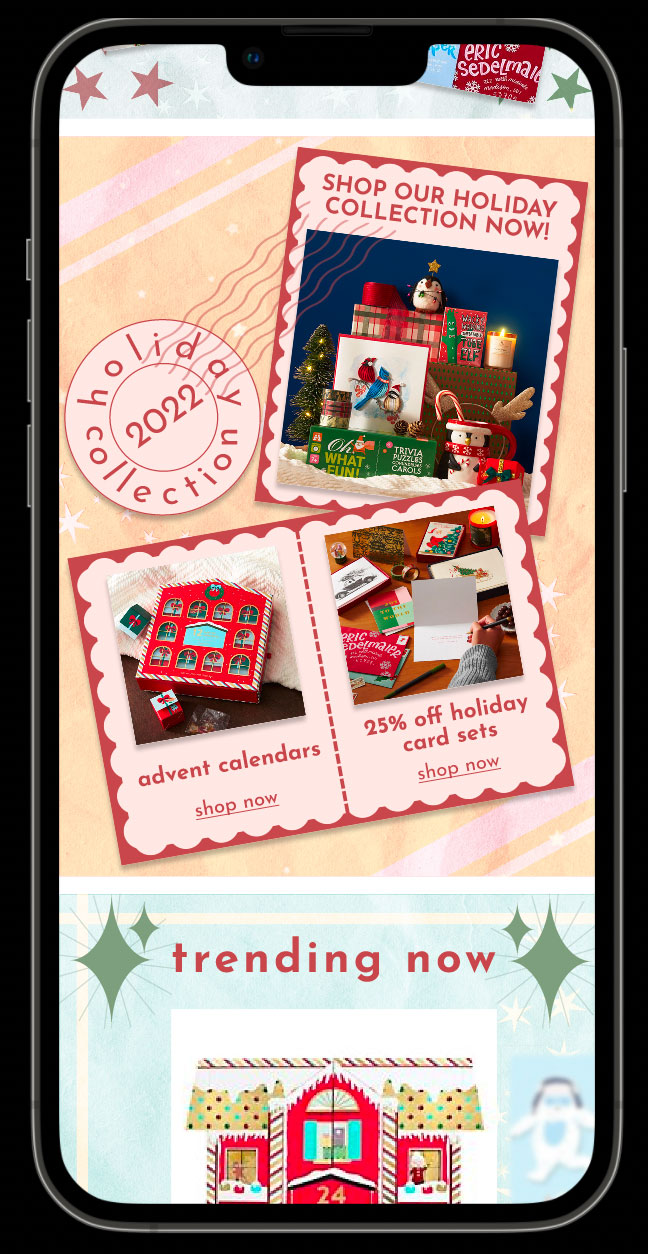 ERIC
SEDELMAIER
SHOP OUR HOLIDAY
COLLECTION NOW!
holiday
2022
collection
Oh
WHAT
FUN!
TRIVIA
PUZZLES
CONUNDRUMS
CAROLS
ERIC
SEDELMAIER
advent calendars
shop now
25% off holiday
card sets
shop now
trending now
24